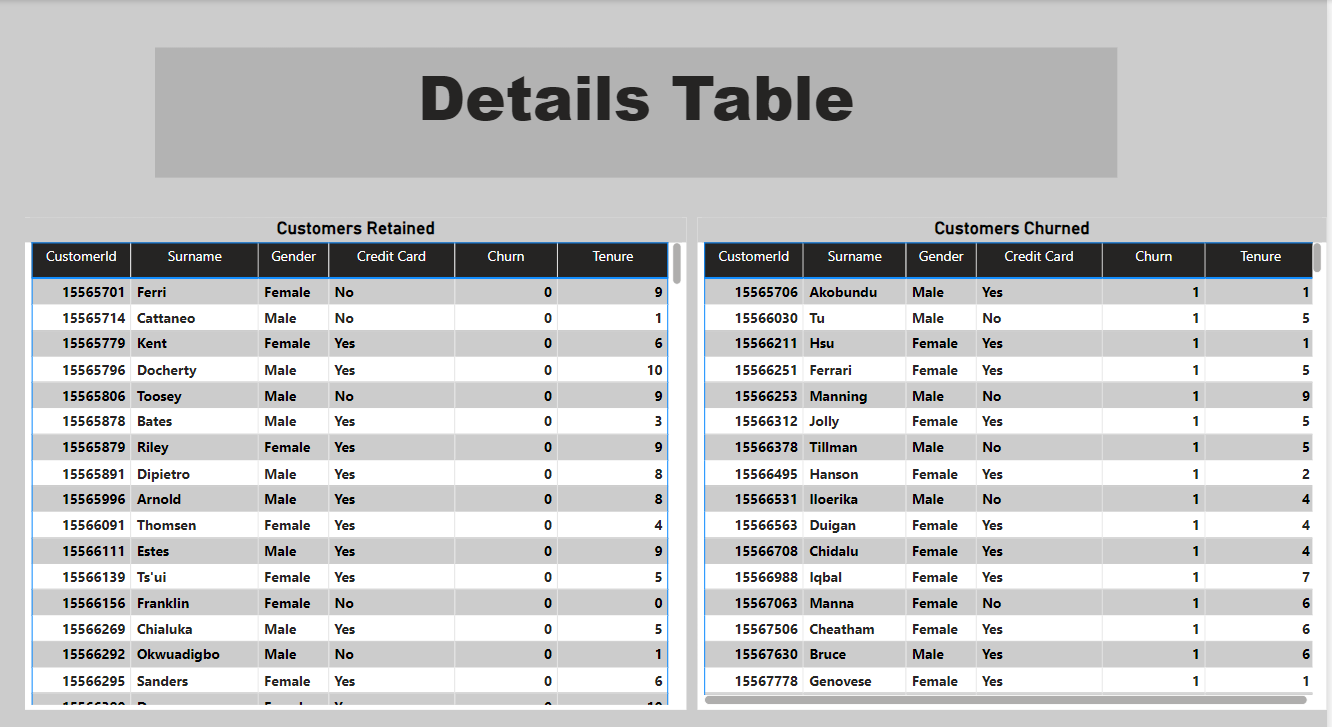 Details Table
Customers Retained
CustomerId Surname Gender Credit Card Churn Tenure
15565701 Ferri Female No 0 9
15565714 Cattaneo Male No 0 1
15565779 Kent Female Yes 0 6
15565796 Docherty Male Yes 0 10
15565806 Toosey Male No 0 9
15565878 Bates Male Yes 0 3
15565879 Riley Female Yes 0 9
15565891 Dipietro Male Yes 0 8
15565996 Arnold Male Yes 0 8
15566091 Thomsen Female Yes 0 4
15566111 Estes Male Yes 0 9
15566139 Ts'ui Female Yes 0 5
15566156 Franklin Female No 0 0
15566269 Chialuka Male Yes 0 5
15566292 Okwuadigbo Male No 0 1
15566295 Sanders Female Yes 0 6
Customers Churned
CustomerId Surname Gender Credit Card Churn Tenure
15565706 Akobundu Male Yes 1 1
15566030 Tu Male No 1 5
15566211 Hsu Female Yes 1 1
15566251 Ferrari Female Yes 1 5
15566253 Manning Male No 1 9
15566312 Jolly Female Yes 1 5
15566378 Tillman Male No 1 5
15566495 Hanson Female Yes 1 2
15566531 Iloerika Male No 1 4
15566563 Duigan Female Yes 1 4
15566708 Chidalu Female Yes 1 4
15566988 Iqbal Female Yes 1 7
15567063 Manna Female No 1 6
15567506 Cheatham Female Yes 1 6
15567630 Bruce Male Yes 1 6
15567778 Genovese Female Yes 1 1